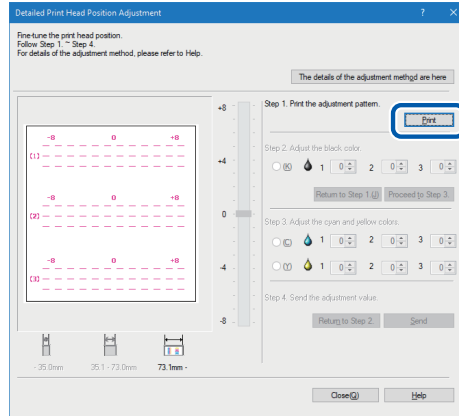 Detailed Print Head Position Adjustment ? ×
Fine-tune the print head position.
Follow Step 1. ~ Step 4.
For details of the adjustment method, please refer to Help.
The details of the adjustment method are here
+8
Step 1. Print the adjustment pattern.
Print
-8 0 +8
[1]
Step 2. Adjust the black color.
+4
(K) 1 0 2 0 3 0
Return to Step 1.(J) Proceed to Step 3.
-8 0 +8
[2]
0
Step 3. Adjust the cyan and yellow colors.
(C) 1 0 2 0 3 0
-8 0 +8
[3]
-4
(Y) 1 0 2 0 3 0
Step 4. Send the adjustment value.
-8
Return to Step 2. Send
- 35.0mm 35.1 - 73.0mm 73.1mm -
Close(Q) Help